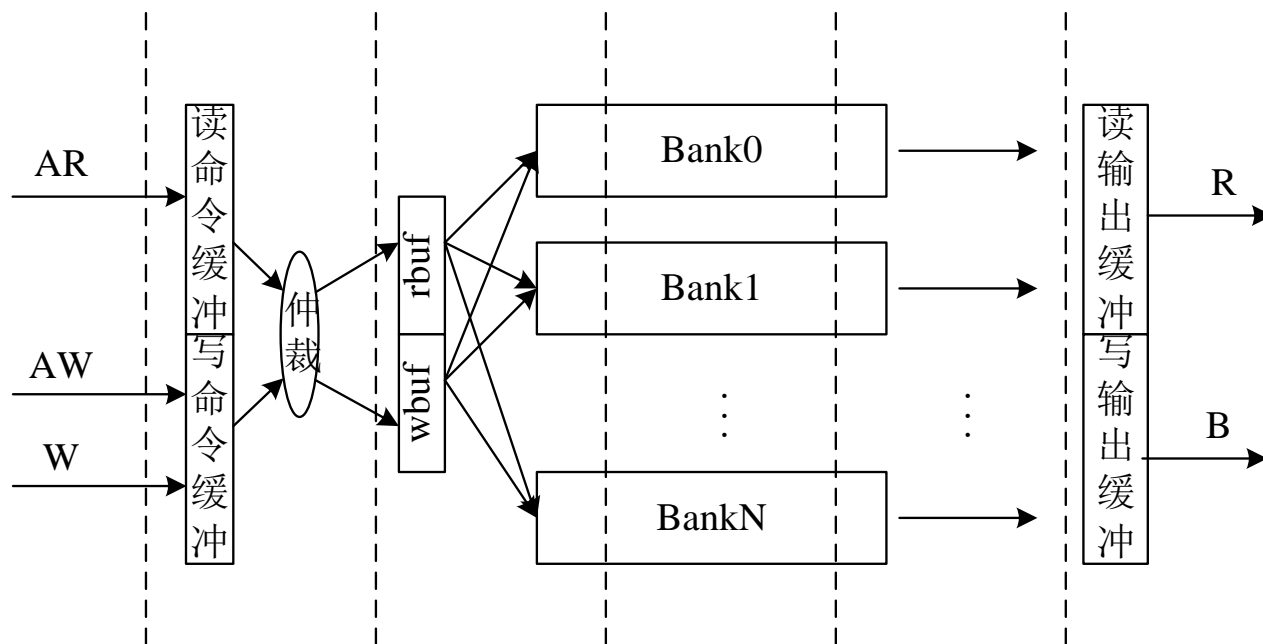 AR
AW
W
读命令缓冲
写命令缓冲
仲裁
rbuf
wbuf
Bank0
Bank1
BankN
读输出缓冲
写输出缓冲
R
B